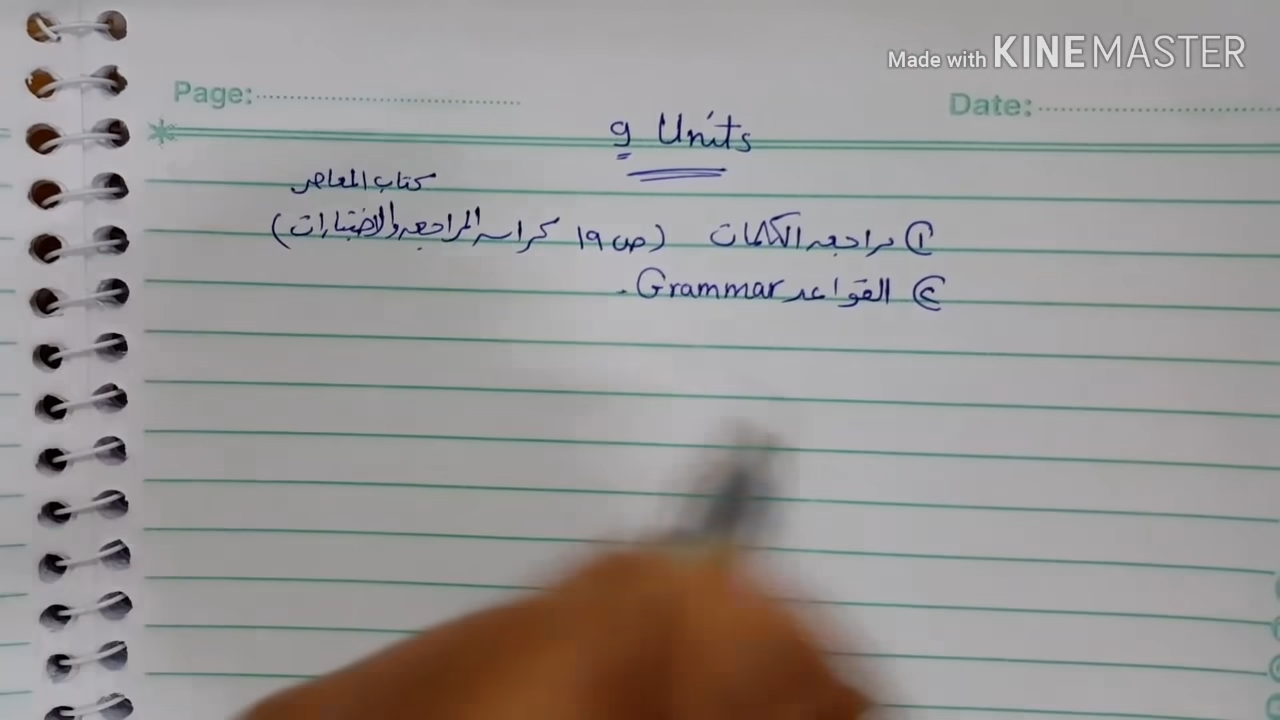 Made with KINEMASTER
Page:
Date:
9 Units
كتاب المعاصر
① مراجعه الكلمات (ص ١٩ كراسه المراجعه والاختبارات)
② القواعد Grammar .